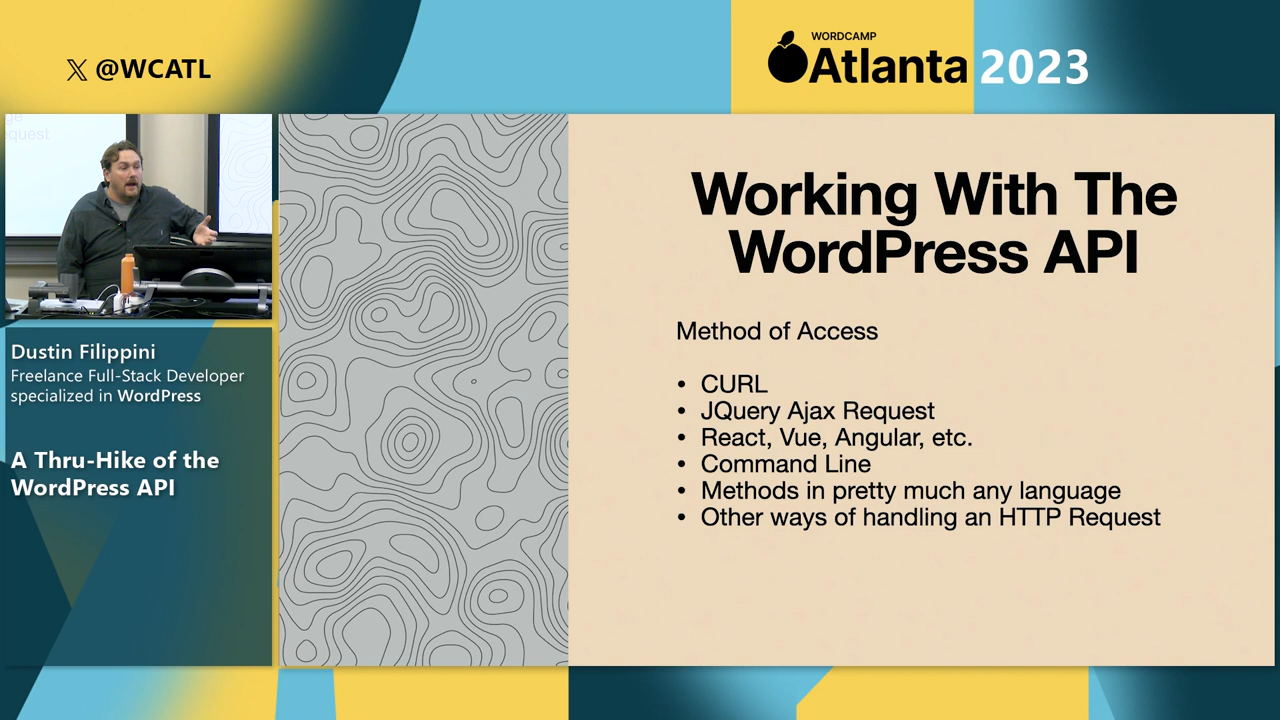 @WCATL
WORDCAMP
Atlanta 2023
quest
Dustin Filippini
Freelance Full-Stack Developer
specialized in WordPress
A Thru-Hike of the
WordPress API
Working With The
WordPress API
Method of Access
• CURL
• JQuery Ajax Request
• React, Vue, Angular, etc.
• Command Line
• Methods in pretty much any language
• Other ways of handling an HTTP Request